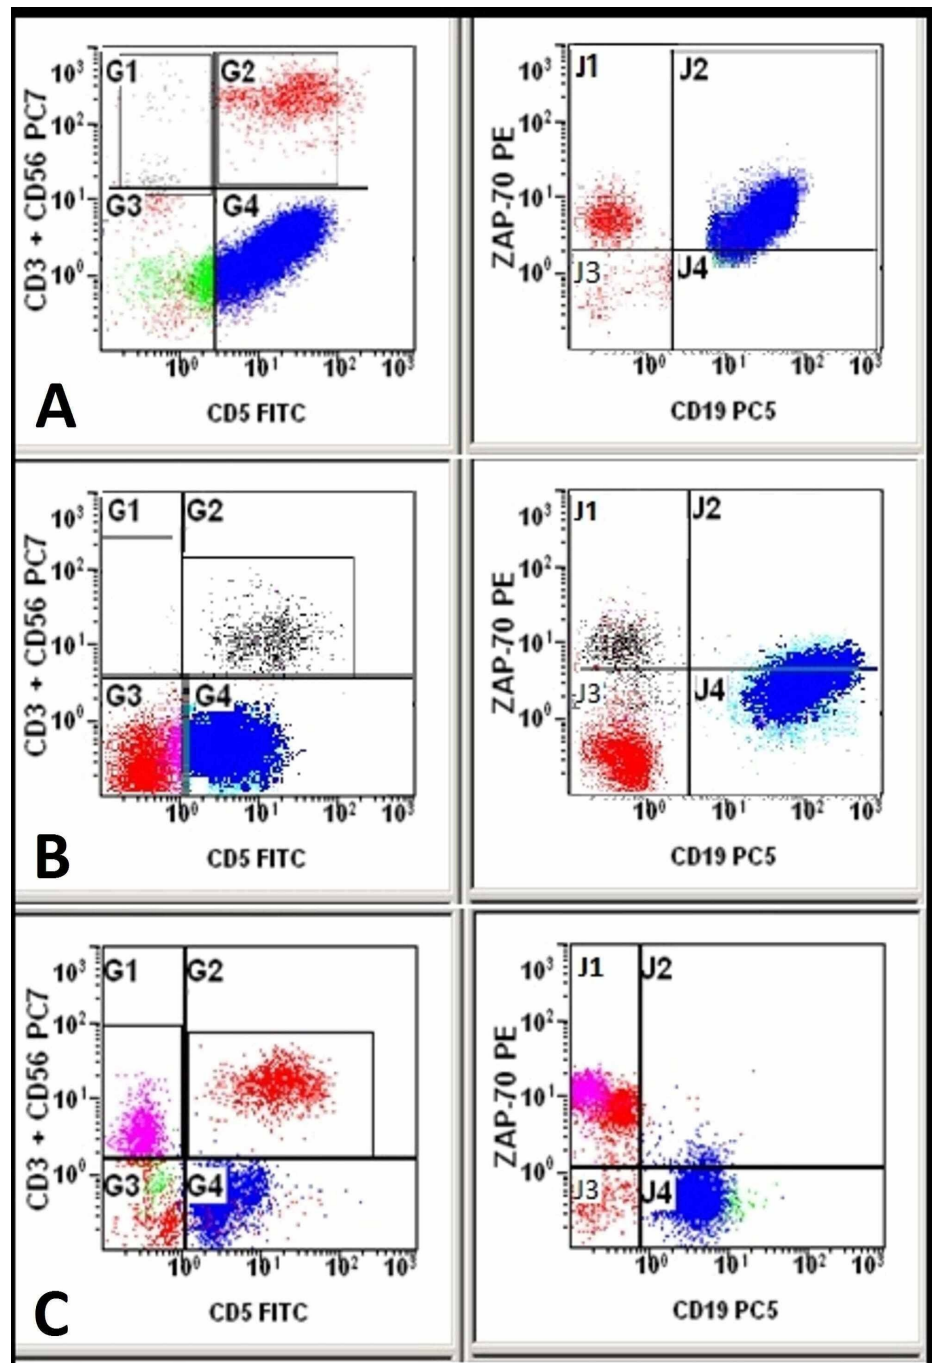 G1 G2
G3 G4
10³
10²
10¹
10⁰
CD3 + CD56 PC7
10⁰ 10¹ 10² 10³
CD5 FITC
A
J1 J2
J3 J4
10³
10²
10¹
10⁰
ZAP-70 PE
10⁰ 10¹ 10² 10³
CD19 PC5
G1 G2
G3 G4
10³
10²
10¹
10⁰
CD3 + CD56 PC7
10⁰ 10¹ 10² 10³
CD5 FITC
B
J1 J2
J3 J4
10³
10²
10¹
10⁰
ZAP-70 PE
10⁰ 10¹ 10² 10³
CD19 PC5
G1 G2
G3 G4
10³
10²
10¹
10⁰
CD3 + CD56 PC7
10⁰ 10¹ 10² 10³
CD5 FITC
C
J1 J2
J3 J4
10³
10²
10¹
10⁰
ZAP-70 PE
10⁰ 10¹ 10² 10³
CD19 PC5